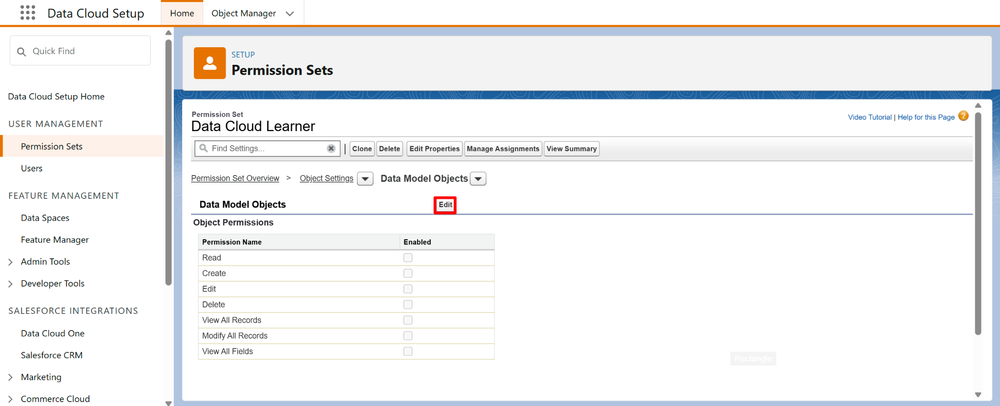 Data Cloud Setup
Home
Object Manager
Quick Find
Data Cloud Setup Home
USER MANAGEMENT
Permission Sets
Users
FEATURE MANAGEMENT
Data Spaces
Feature Manager
Admin Tools
Developer Tools
SALESFORCE INTEGRATIONS
Data Cloud One
Salesforce CRM
Marketing
Commerce Cloud
SETUP
Permission Sets
Permission Set
Data Cloud Learner
Video Tutorial | Help for this Page ?
Find Settings...
Clone Delete Edit Properties Manage Assignments View Summary
Permission Set Overview > Object Settings Data Model Objects
Data Model Objects Edit
Object Permissions
Permission Name Enabled
Read
Create
Edit
Delete
View All Records
Modify All Records
View All Fields
Rectangle